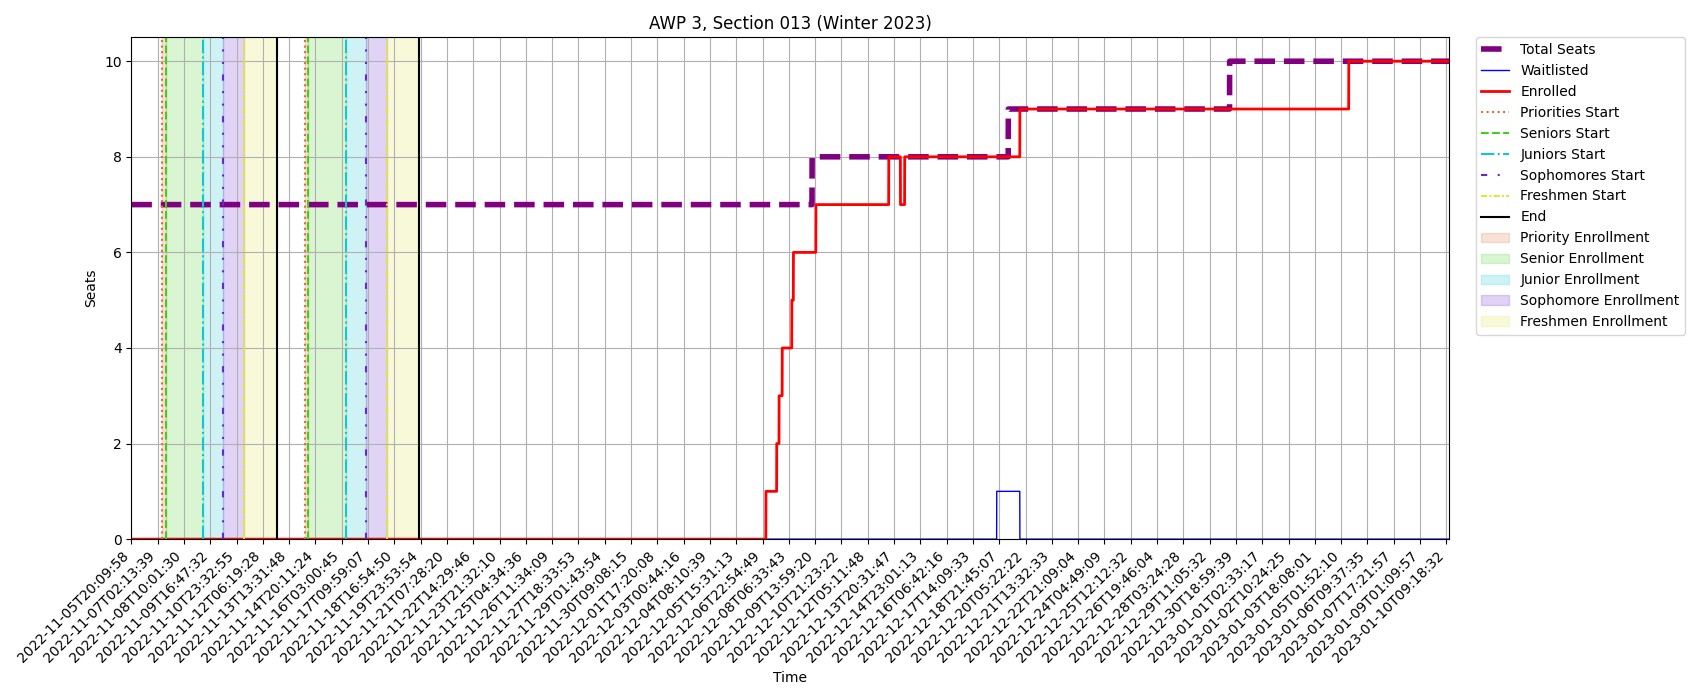 AWP 3, Section 013 (Winter 2023)
10
8
6
4
2
0
Seats
2022-11-05T20:09:58
2022-11-07T02:13:39
2022-11-08T10:01:30
2022-11-09T16:47:32
2022-11-10T23:32:55
2022-11-12T06:19:28
2022-11-13T13:31:48
2022-11-14T20:11:24
2022-11-16T03:00:45
2022-11-17T09:59:07
2022-11-18T16:54:50
2022-11-19T23:53:54
2022-11-21T07:28:20
2022-11-22T14:29:46
2022-11-23T21:32:10
2022-11-25T04:34:36
2022-11-26T11:34:09
2022-11-27T18:33:53
2022-11-29T01:43:54
2022-11-30T09:08:15
2022-12-01T17:20:08
2022-12-03T00:44:16
2022-12-04T08:10:39
2022-12-05T15:31:13
2022-12-06T22:54:49
2022-12-08T06:33:43
2022-12-09T13:59:20
2022-12-10T21:23:22
2022-12-12T05:11:48
2022-12-13T20:31:47
2022-12-14T23:01:13
2022-12-16T06:42:16
2022-12-17T14:09:33
2022-12-18T21:45:07
2022-12-20T05:22:22
2022-12-21T13:32:33
2022-12-22T21:09:04
2022-12-24T04:49:09
2022-12-25T12:12:32
2022-12-26T19:46:04
2022-12-28T03:24:28
2022-12-29T11:05:32
2022-12-30T18:59:39
2023-01-01T02:33:17
2023-01-02T10:24:25
2023-01-03T18:08:01
2023-01-05T01:52:10
2023-01-06T09:37:35
2023-01-07T17:21:57
2023-01-09T01:09:57
2023-01-10T09:18:32
Time
Total Seats
Waitlisted
Enrolled
Priorities Start
Seniors Start
Juniors Start
Sophomores Start
Freshmen Start
End
Priority Enrollment
Senior Enrollment
Junior Enrollment
Sophomore Enrollment
Freshmen Enrollment